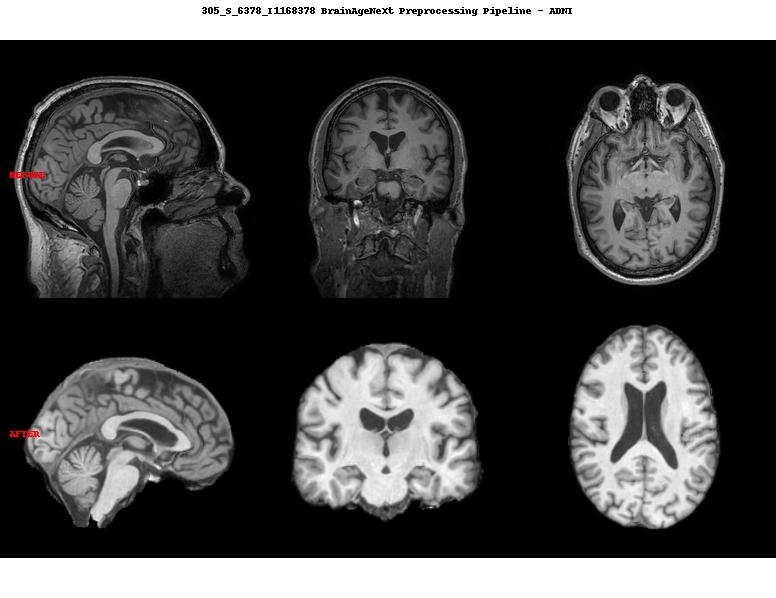 305_S_6378_I1168378 BrainAgeNeXt Preprocessing Pipeline - ADNI
BEFORE
AFTER